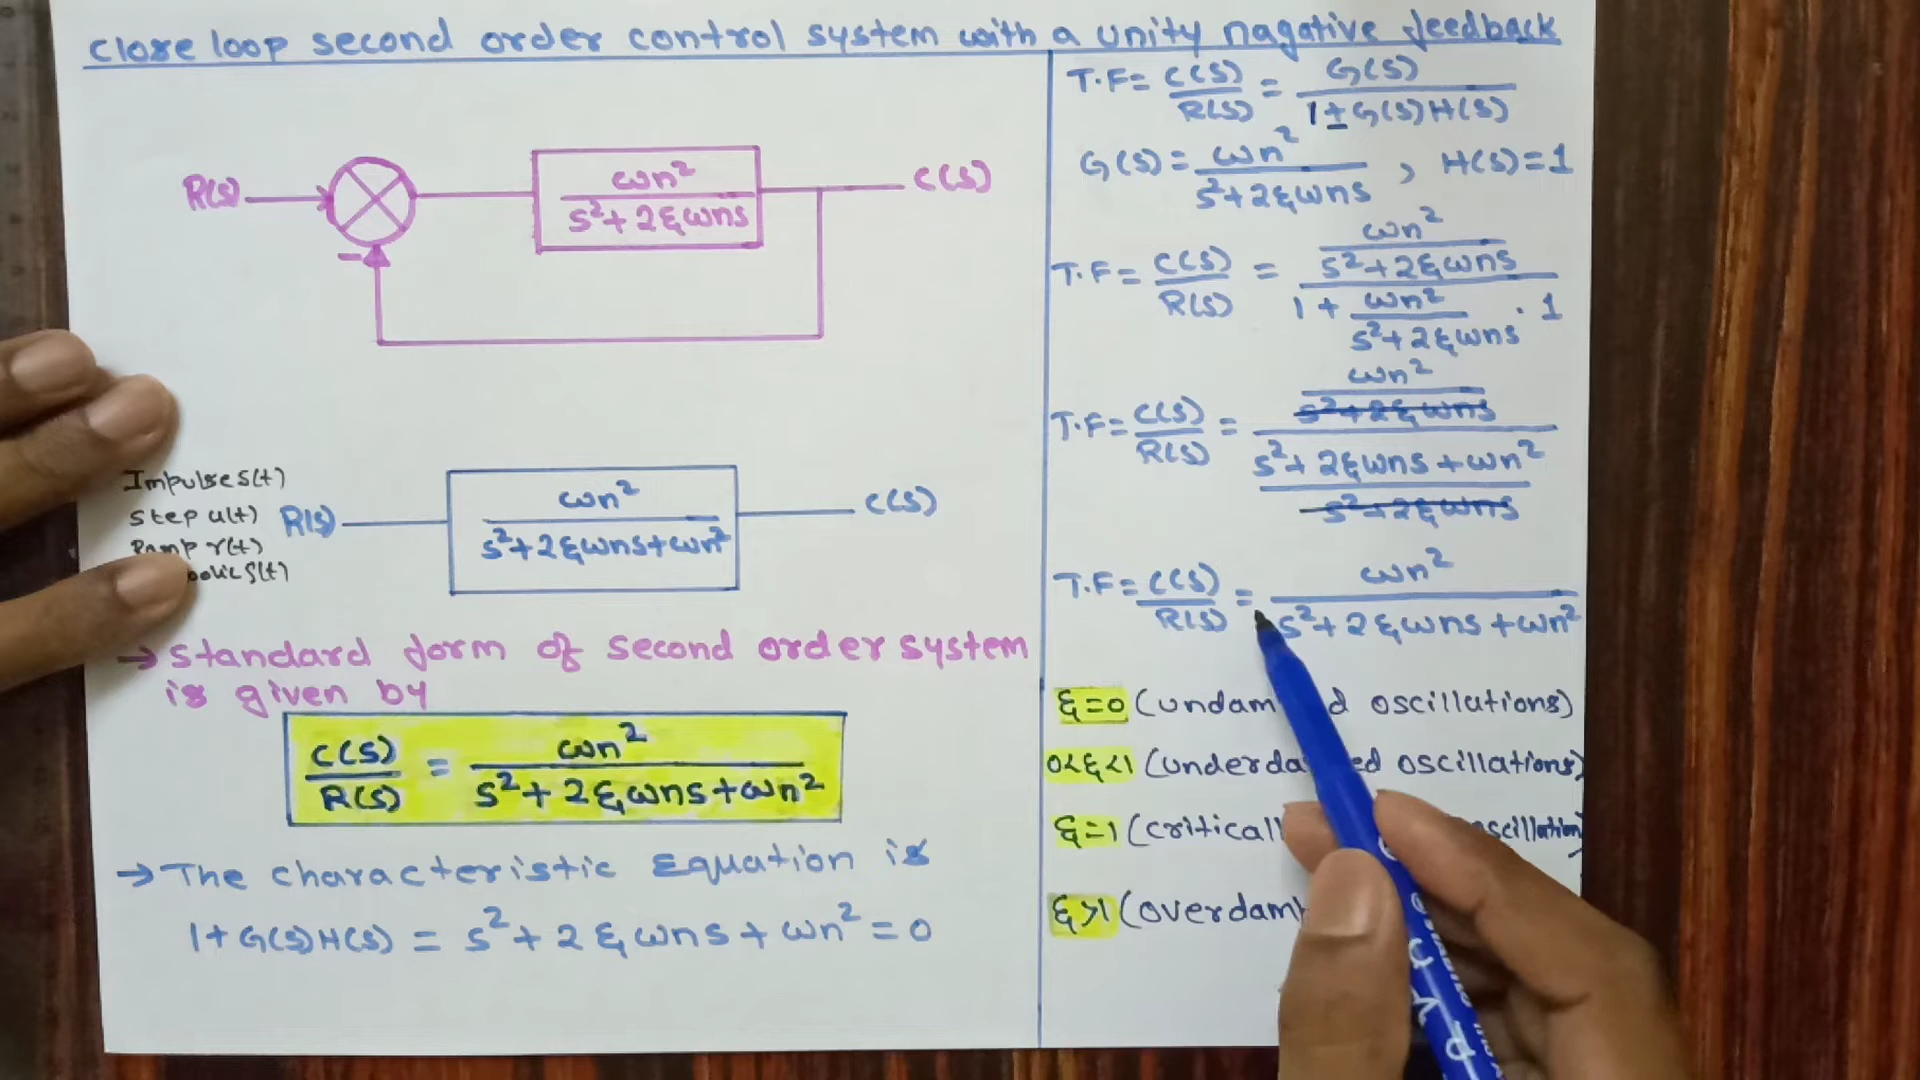 Close loop second order control system with a unity nagative feedback
R(s)
ωn²
s²+2ξωns
C(s)
-
Impulse S(t)
Step u(t)
r(t)
R(s)
ωn²
s²+2ξωns+ωn²
C(s)
→ Standard form of second order system
is given by
C(s)/R(s) = ωn²/(s²+2ξωns+ωn²)
→ The characteristic Equation is
1+G(s)H(s) = s²+2ξωns+ωn²=0
T.F= C(s)/R(s) = G(s)/(1±G(s)H(s))
G(s)= ωn²/(s²+2ξωns) , H(s)=1
T.F= C(s)/R(s) = (ωn²/(s²+2ξωns))/(1+ωn²/(s²+2ξωns) . 1)
T.F= C(s)/R(s) = (ωn²/(s²+2ξωns))/((s²+2ξωns+ωn²)/(s²+2ξωns))
T.F= C(s)/R(s) = ωn²/(s²+2ξωns+ωn²)
ξ=0 (undam d oscillations)
0<ξ<1 (underda ed oscillations)
ξ=1 (critical oscillation)
ξ>1 (overdam